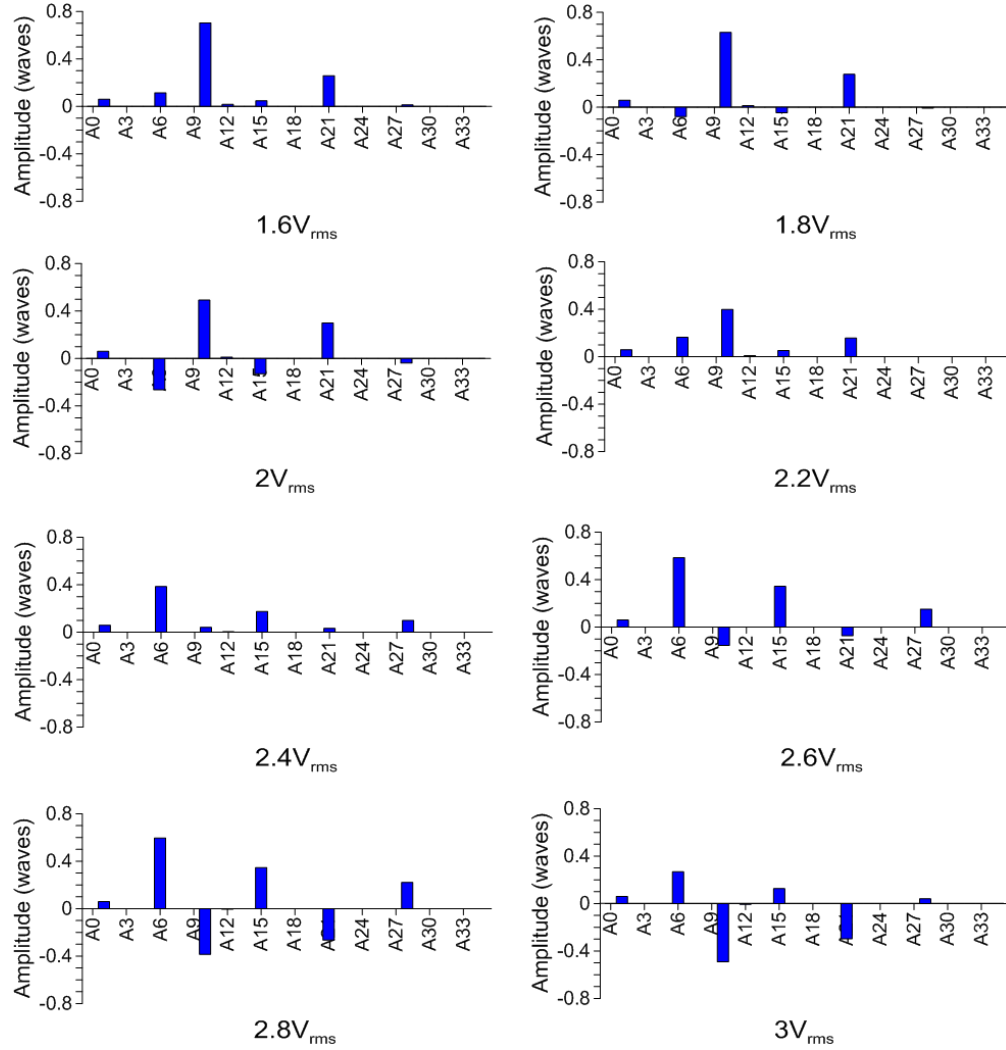 Amplitude (waves)
0.8
0.4
0
-0.4
-0.8
A0 A3 A6 A9 A12 A15 A18 A21 A24 A27 A30 A33
1.6Vrms
Amplitude (waves)
0.8
0.4
0
-0.4
-0.8
A0 A3 A6 A9 A12 A15 A18 A21 A24 A27 A30 A33
1.8Vrms
Amplitude (waves)
0.8
0.4
0
-0.4
-0.8
A0 A3 A9 A12 A15 A18 A21 A24 A27 A30 A33
2Vrms
Amplitude (waves)
0.8
0.4
0
-0.4
-0.8
A0 A3 A6 A9 A12 A15 A18 A21 A24 A27 A30 A33
2.2Vrms
Amplitude (waves)
0.8
0.4
0
-0.4
-0.8
A0 A3 A6 A9 A12 A15 A18 A21 A24 A27 A30 A33
2.4Vrms
Amplitude (waves)
0.8
0.4
0
-0.4
-0.8
A0 A3 A6 A9 A12 A15 A18 A21 A24 A27 A30 A33
2.6Vrms
Amplitude (waves)
0.8
0.4
0
-0.4
-0.8
A0 A3 A6 A9 A12 A15 A18 A24 A27 A30 A33
2.8Vrms
Amplitude (waves)
0.8
0.4
0
-0.4
-0.8
A0 A3 A6 A9 A12 A15 A18 A24 A27 A30 A33
3Vrms